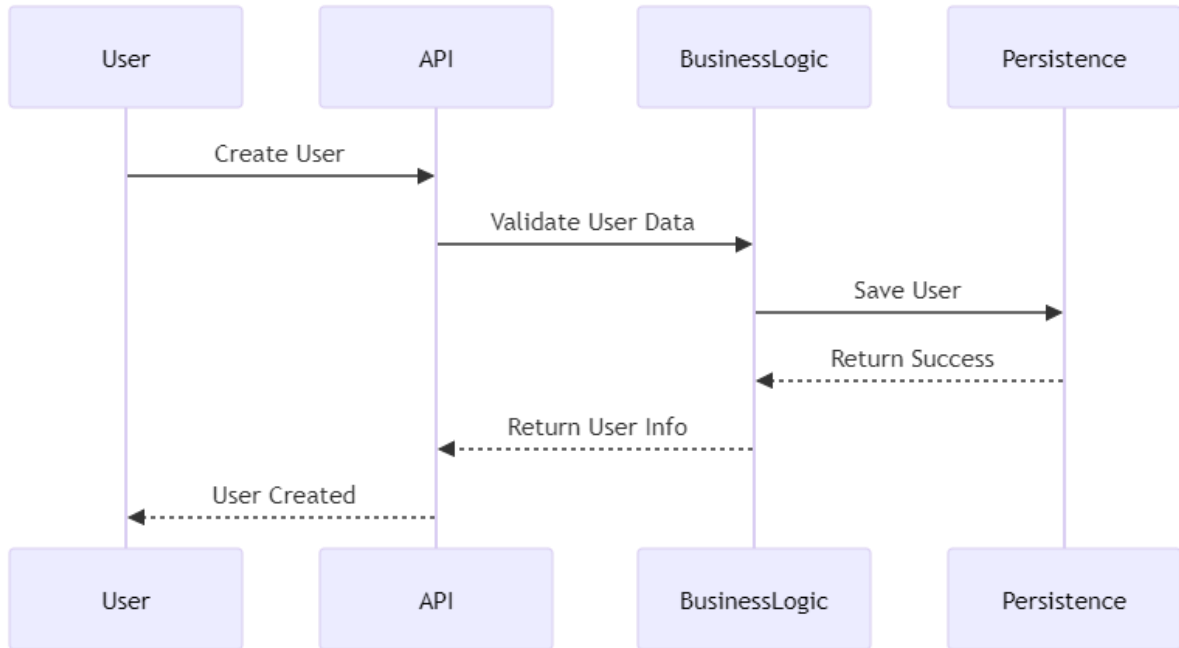 User API BusinessLogic Persistence
Create User
Validate User Data
Save User
Return Success
Return User Info
User Created
User API BusinessLogic Persistence